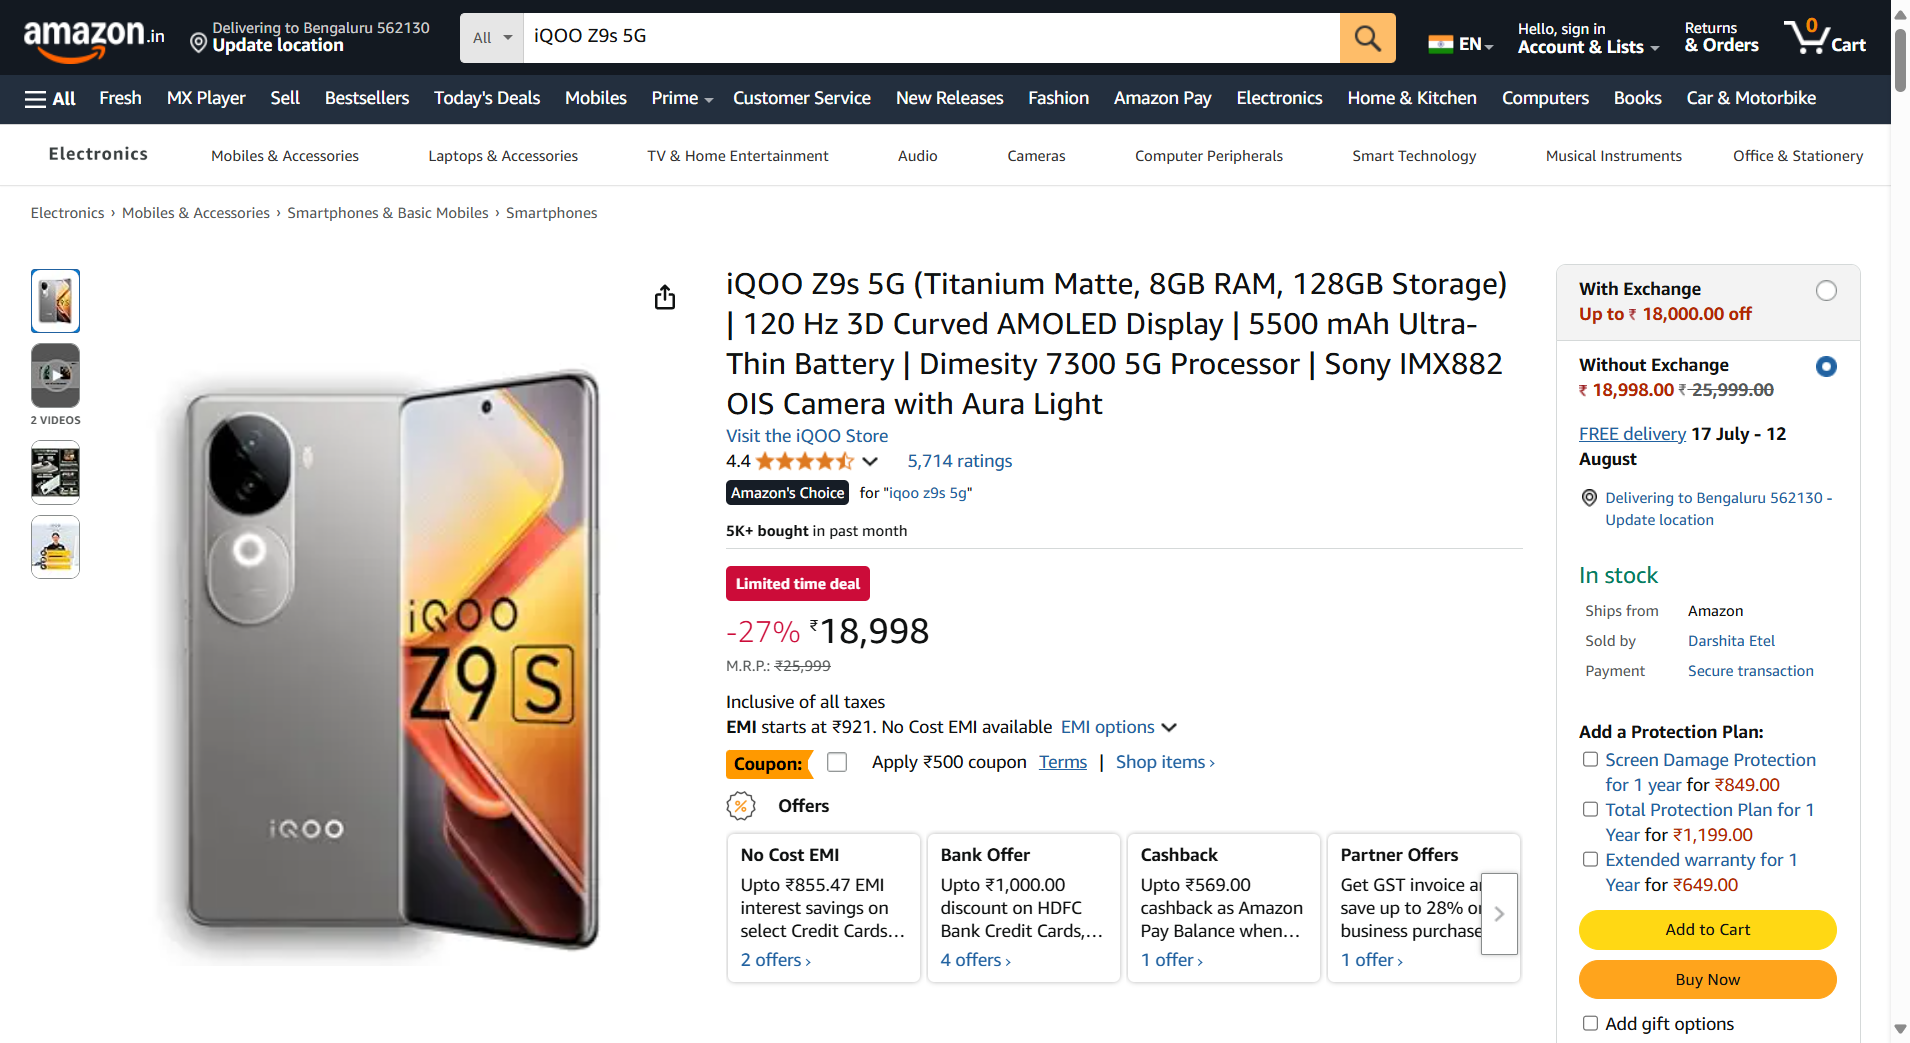 amazon.in
Delivering to Bengaluru 562130
Update location
All
iQOO Z9s 5G
EN
Hello, sign in
Account & Lists
Returns
& Orders
0
Cart
All
Fresh
MX Player
Sell
Bestsellers
Today's Deals
Mobiles
Prime
Customer Service
New Releases
Fashion
Amazon Pay
Electronics
Home & Kitchen
Computers
Books
Car & Motorbike
Electronics
Mobiles & Accessories
Laptops & Accessories
TV & Home Entertainment
Audio
Cameras
Computer Peripherals
Smart Technology
Musical Instruments
Office & Stationery
Electronics › Mobiles & Accessories › Smartphones & Basic Mobiles › Smartphones
2 VIDEOS
iQOO
iQOO
Z9 S
iQOO Z9s 5G (Titanium Matte, 8GB RAM, 128GB Storage)
| 120 Hz 3D Curved AMOLED Display | 5500 mAh Ultra-
Thin Battery | Dimesity 7300 5G Processor | Sony IMX882
OIS Camera with Aura Light
Visit the iQOO Store
4.4
5,714 ratings
Amazon's Choice for "iqoo z9s 5g"
5K+ bought in past month
Limited time deal
-27% ₹18,998
M.R.P.: ₹25,999
Inclusive of all taxes
EMI starts at ₹921. No Cost EMI available EMI options
Coupon: Apply ₹500 coupon Terms | Shop items ›
Offers
No Cost EMI
Upto ₹855.47 EMI
interest savings on
select Credit Cards…
2 offers ›
Bank Offer
Upto ₹1,000.00
discount on HDFC
Bank Credit Cards,…
4 offers ›
Cashback
Upto ₹569.00
cashback as Amazon
Pay Balance when…
1 offer ›
Partner Offers
Get GST invoice a
save up to 28% o
business purchase
1 offer ›
With Exchange
Up to ₹ 18,000.00 off
Without Exchange
₹ 18,998.00 ₹ 25,999.00
FREE delivery 17 July - 12
August
Delivering to Bengaluru 562130 -
Update location
In stock
Ships from Amazon
Sold by Darshita Etel
Payment Secure transaction
Add a Protection Plan:
Screen Damage Protection
for 1 year for ₹849.00
Total Protection Plan for 1
Year for ₹1,199.00
Extended warranty for 1
Year for ₹649.00
Add to Cart
Buy Now
Add gift options